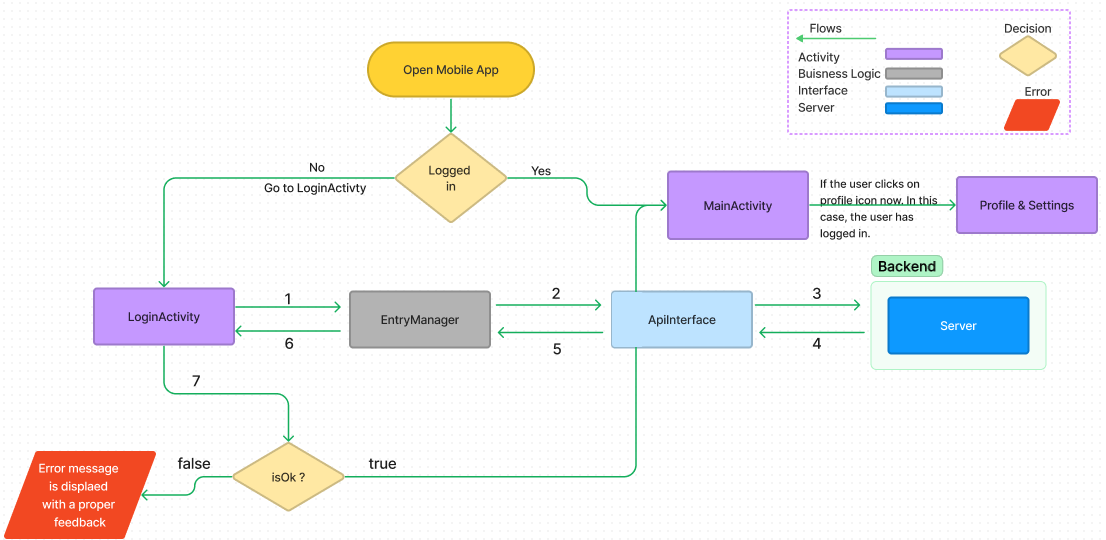 Flows
Decision
Activity
Buisness Logic
Interface
Server
Error
Open Mobile App
Logged
in
No
Go to LoginActivty
Yes
MainActivity
If the user clicks on
profile icon now. In this
case, the user has
logged in.
Profile & Settings
Backend
LoginActivity
1
6
EntryManager
2
5
ApiInterface
3
4
Server
7
isOk ?
false
true
Error message
is displaed
with a proper
feedback